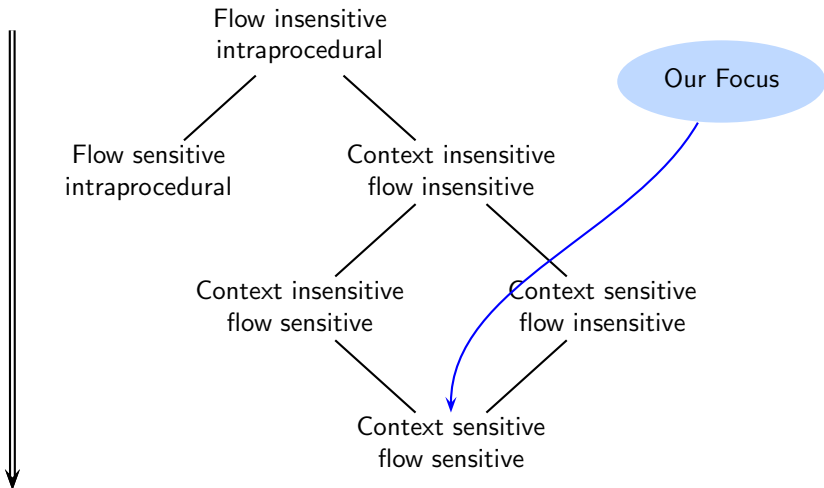 Flow insensitive
intraprocedural
Our Focus
Flow sensitive
intraprocedural
Context insensitive
flow insensitive
Context insensitive
flow sensitive
Context sensitive
flow insensitive
Context sensitive
flow sensitive